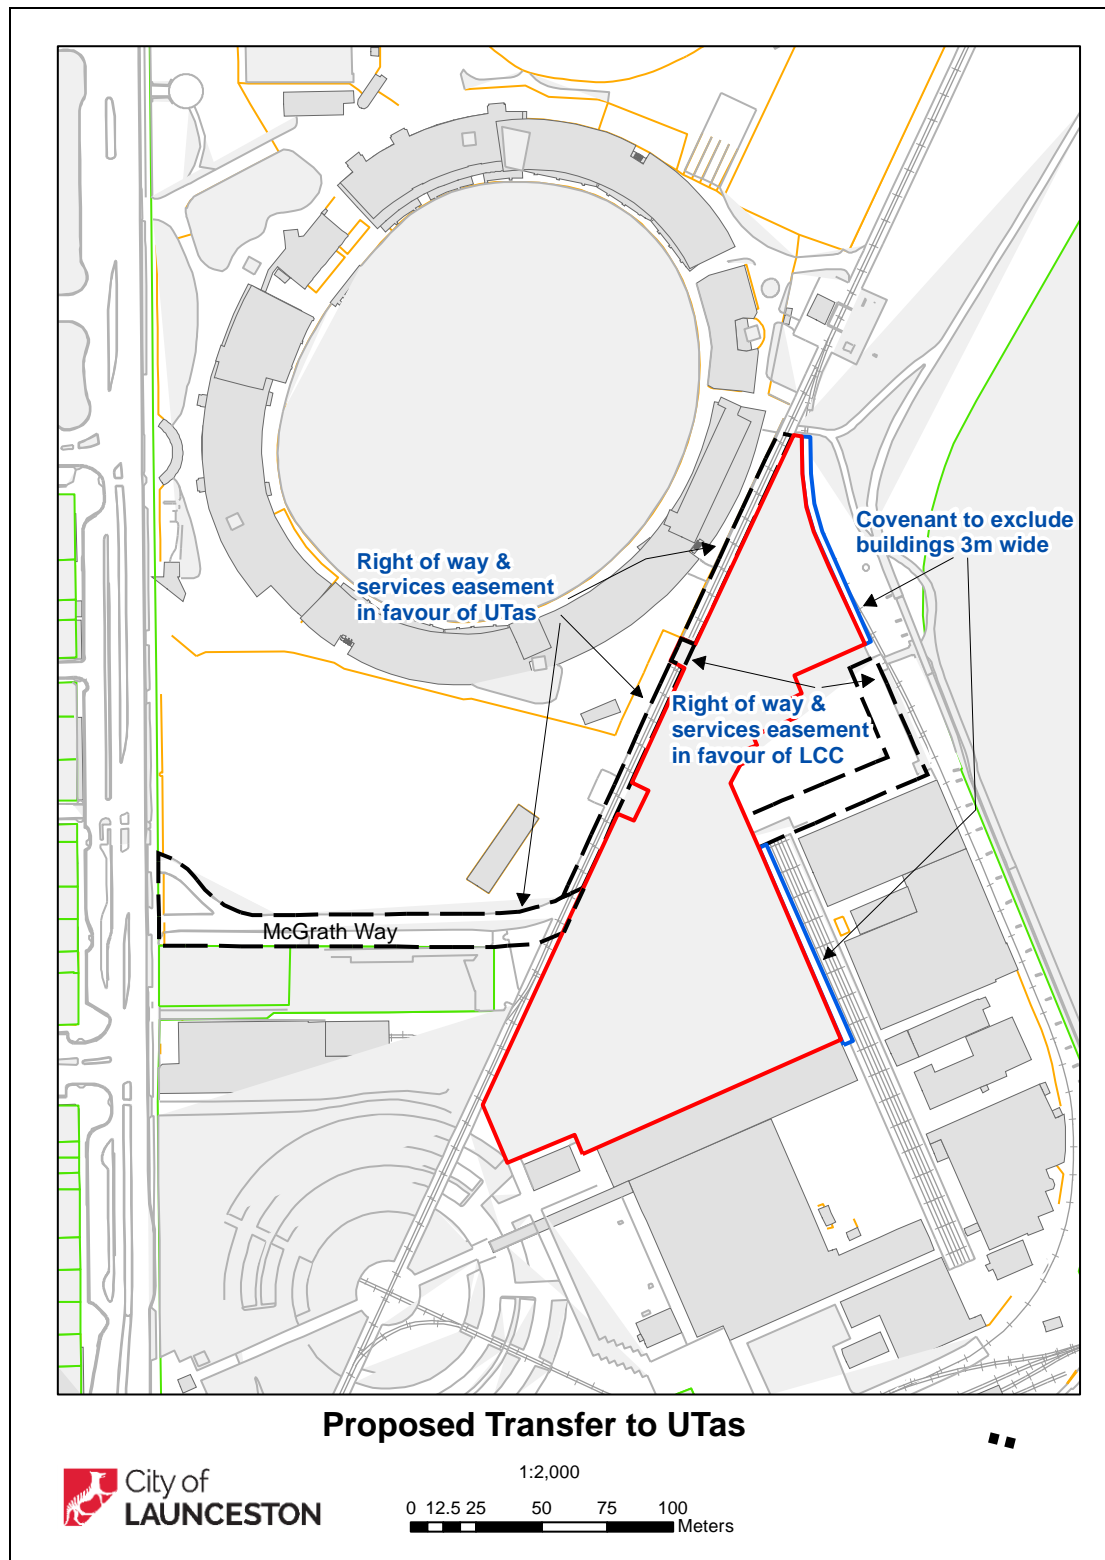 Covenant to exclude
buildings 3m wide
Right of way &
services easement
in favour of UTas
Right of way &
services easement
in favour of LCC
McGrath Way
Proposed Transfer to UTas
1:2,000
City of
LAUNCESTON
0 12.5 25 50 75 100
Meters